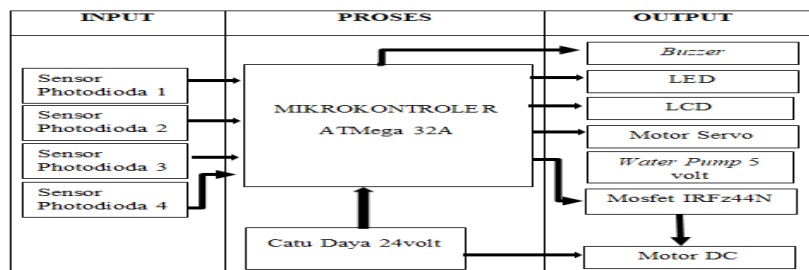 INPUT
PROSES
OUTPUT
Sensor
Photodioda 1
Sensor
Photodioda 2
Sensor
Photodioda 3
Sensor
Photodioda 4
MIKROKONTROLER
ATMega 32A
Catu Daya 24volt
Buzzer
LED
LCD
Motor Servo
Water Pump 5
volt
Mosfet IRFz44N
Motor DC